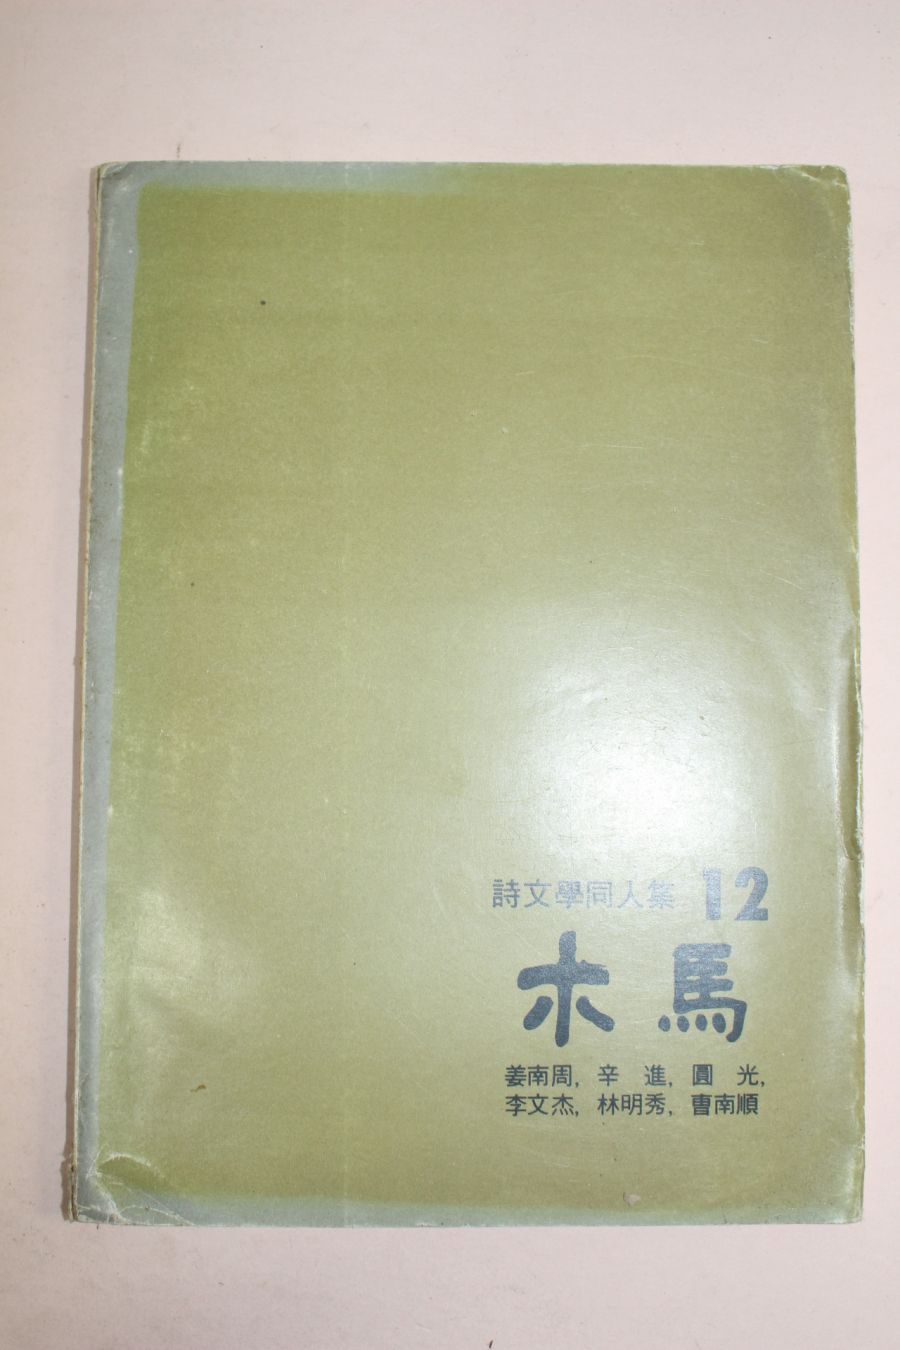 詩文學同人集 12
木馬
姜南周, 辛 進, 圓 光,
李文杰, 林明秀, 曺南順